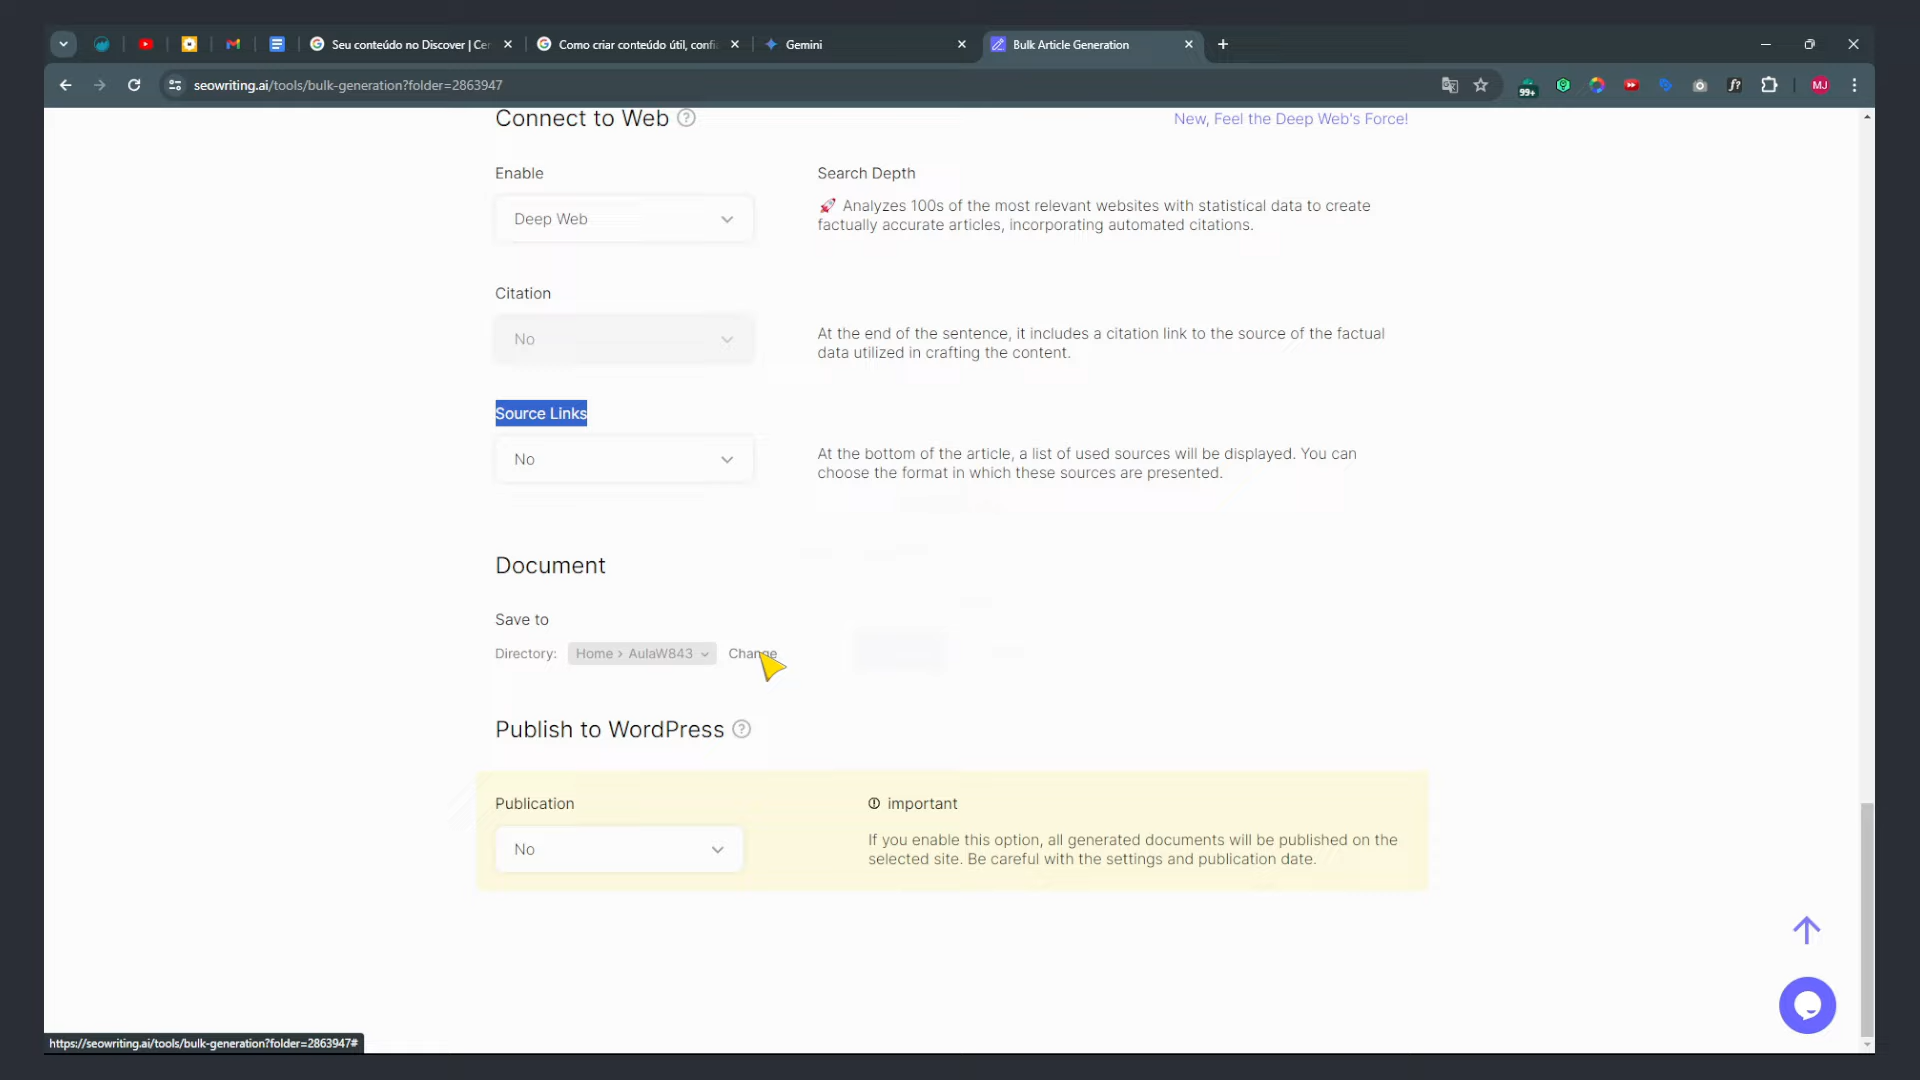 Seu conteúdo no Discover | Cer
Como criar conteúdo útil, confi
Gemini
Bulk Article Generation
seowriting.ai/tools/bulk-generation?folder=2863947
99+
f?
MJ
Connect to Web ?
New, Feel the Deep Web's Force!
Enable
Search Depth
Deep Web
🚀 Analyzes 100s of the most relevant websites with statistical data to create
factually accurate articles, incorporating automated citations.
Citation
No
At the end of the sentence, it includes a citation link to the source of the factual
data utilized in crafting the content.
Source Links
No
At the bottom of the article, a list of used sources will be displayed. You can
choose the format in which these sources are presented.
Document
Save to
Directory: Home > AulaW843 Change
Publish to WordPress ?
Publication
important
No
If you enable this option, all generated documents will be published on the
selected site. Be careful with the settings and publication date.
https://seowriting.ai/tools/bulk-generation?folder=2863947#